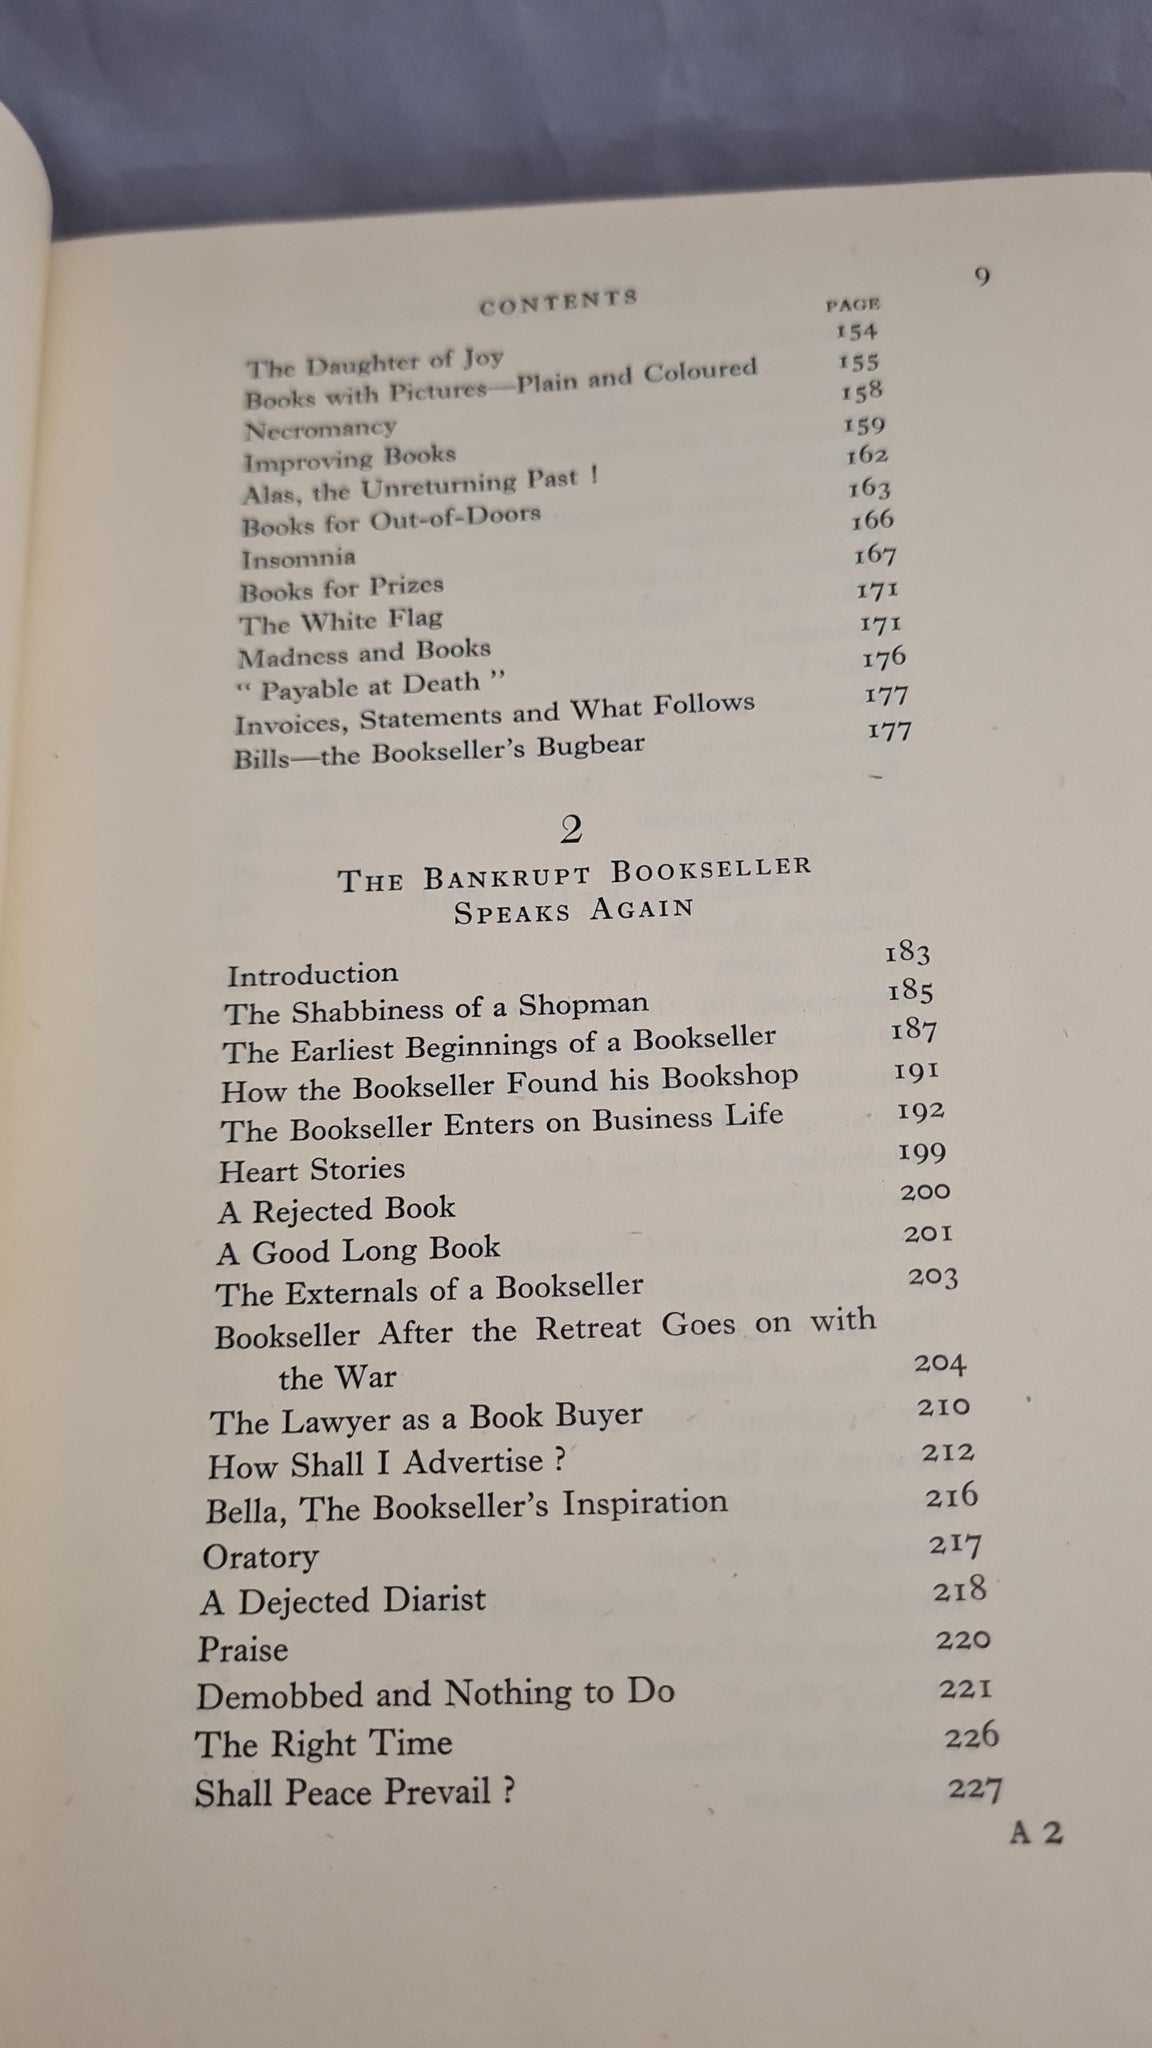 CONTENTS 9
PAGE
The Daughter of Joy 154
Books with Pictures—Plain and Coloured 155
Necromancy 158
Improving Books 159
Alas, the Unreturning Past ! 162
Books for Out-of-Doors 163
Insomnia 166
Books for Prizes 167
The White Flag 171
Madness and Books 171
“ Payable at Death ” 176
Invoices, Statements and What Follows 177
Bills—the Bookseller’s Bugbear 177
2
THE BANKRUPT BOOKSELLER
SPEAKS AGAIN
Introduction 183
The Shabbiness of a Shopman 185
The Earliest Beginnings of a Bookseller 187
How the Bookseller Found his Bookshop 191
The Bookseller Enters on Business Life 192
Heart Stories 199
A Rejected Book 200
A Good Long Book 201
The Externals of a Bookseller 203
Bookseller After the Retreat Goes on with
the War 204
The Lawyer as a Book Buyer 210
How Shall I Advertise ? 212
Bella, The Bookseller’s Inspiration 216
Oratory 217
A Dejected Diarist 218
Praise 220
Demobbed and Nothing to Do 221
The Right Time 226
Shall Peace Prevail ? 227
A 2